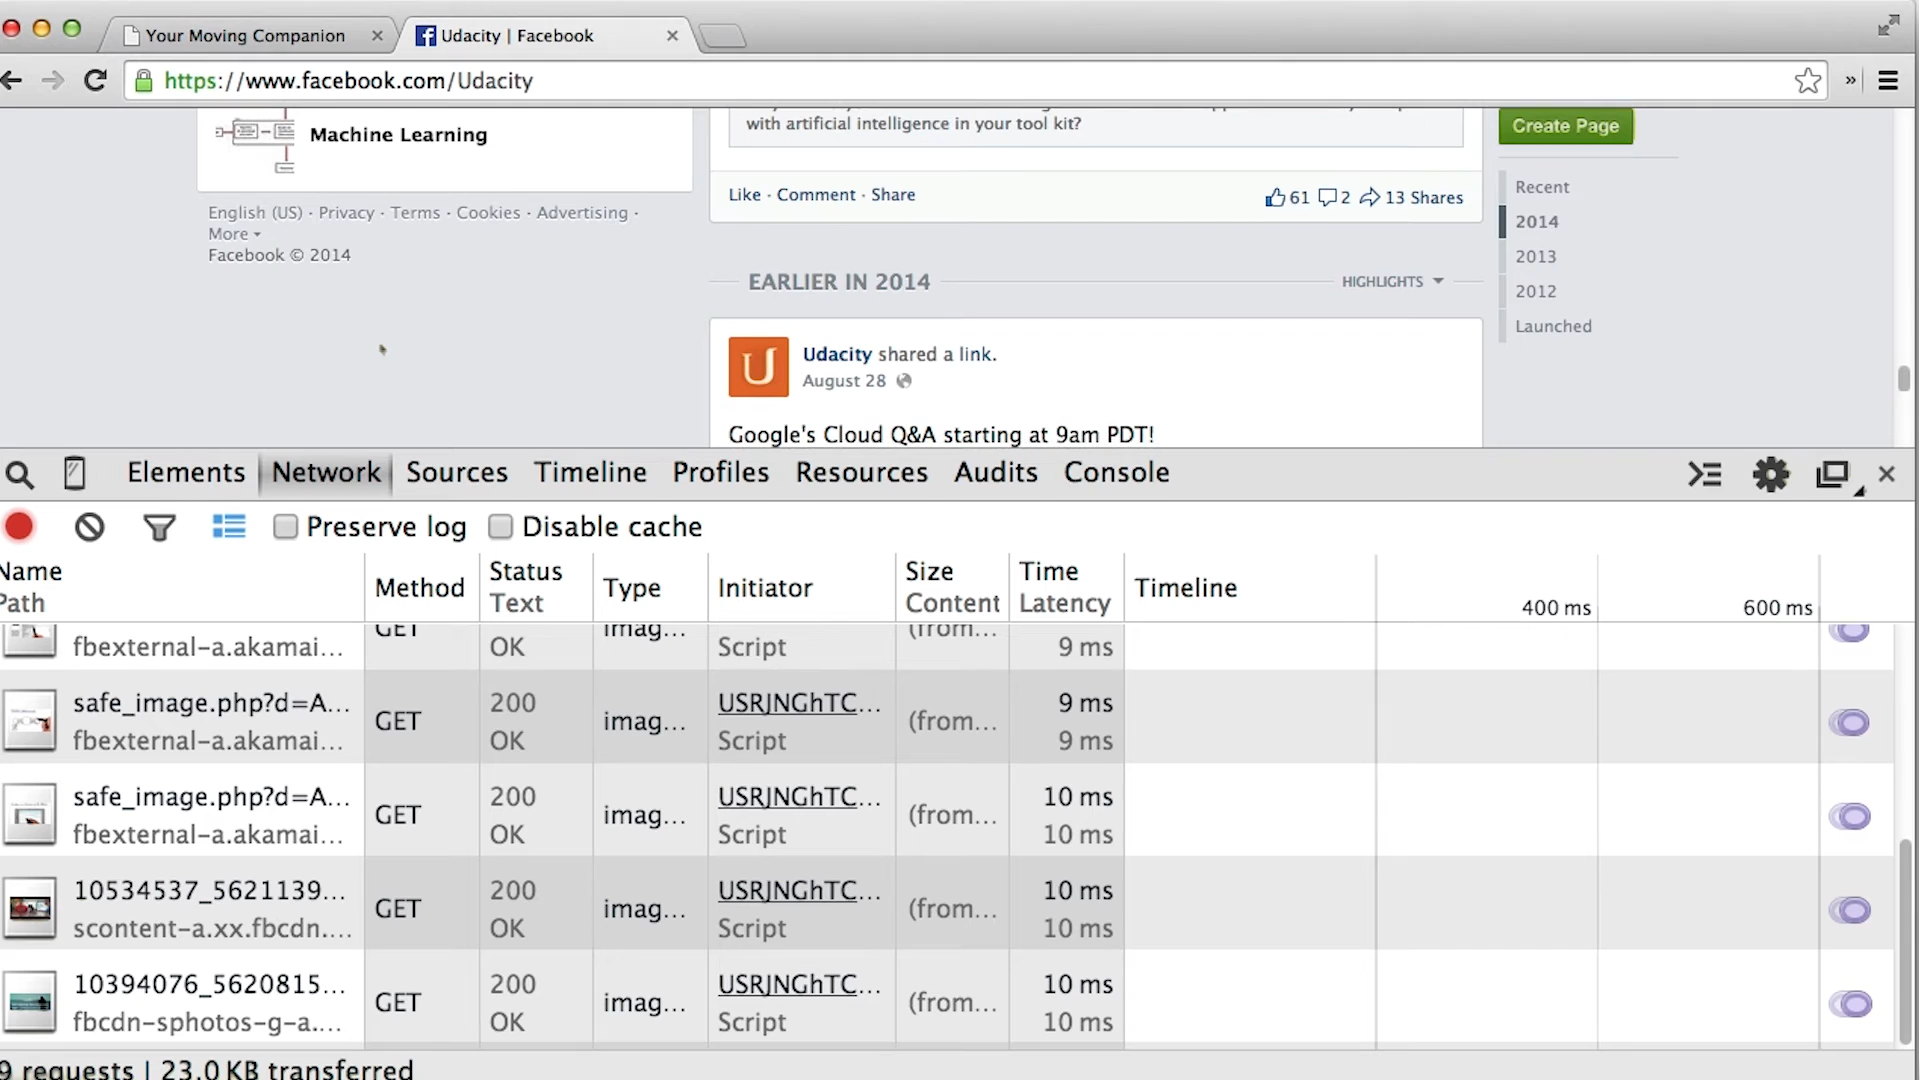 Your Moving Companion
Udacity | Facebook
https://www.facebook.com/Udacity
Machine Learning
English (US) · Privacy · Terms · Cookies · Advertising ·
More
Facebook © 2014
with artificial intelligence in your tool kit?
Like · Comment · Share
61 2 13 Shares
EARLIER IN 2014
HIGHLIGHTS
U
Udacity shared a link.
August 28
Google's Cloud Q&A starting at 9am PDT!
Create Page
Recent
2014
2013
2012
Launched
Elements Network Sources Timeline Profiles Resources Audits Console
Preserve log Disable cache
Name Path Method Status Text Type Initiator Size Content Time Latency Timeline 400 ms 600 ms
GET imag... (from...
fbexternal-a.akamai... OK Script 9 ms
safe_image.php?d=A... 200 USRJNGhTC... 9 ms
GET imag... (from...
fbexternal-a.akamai... OK Script 9 ms
safe_image.php?d=A... 200 USRJNGhTC... 10 ms
GET imag... (from...
fbexternal-a.akamai... OK Script 10 ms
10534537_5621139... 200 USRJNGhTC... 10 ms
GET imag... (from...
scontent-a.xx.fbcdn.... OK Script 10 ms
10394076_5620815... 200 USRJNGhTC... 10 ms
GET imag... (from...
fbcdn-sphotos-g-a.... OK Script 10 ms
9 requests | 23.0 KB transferred